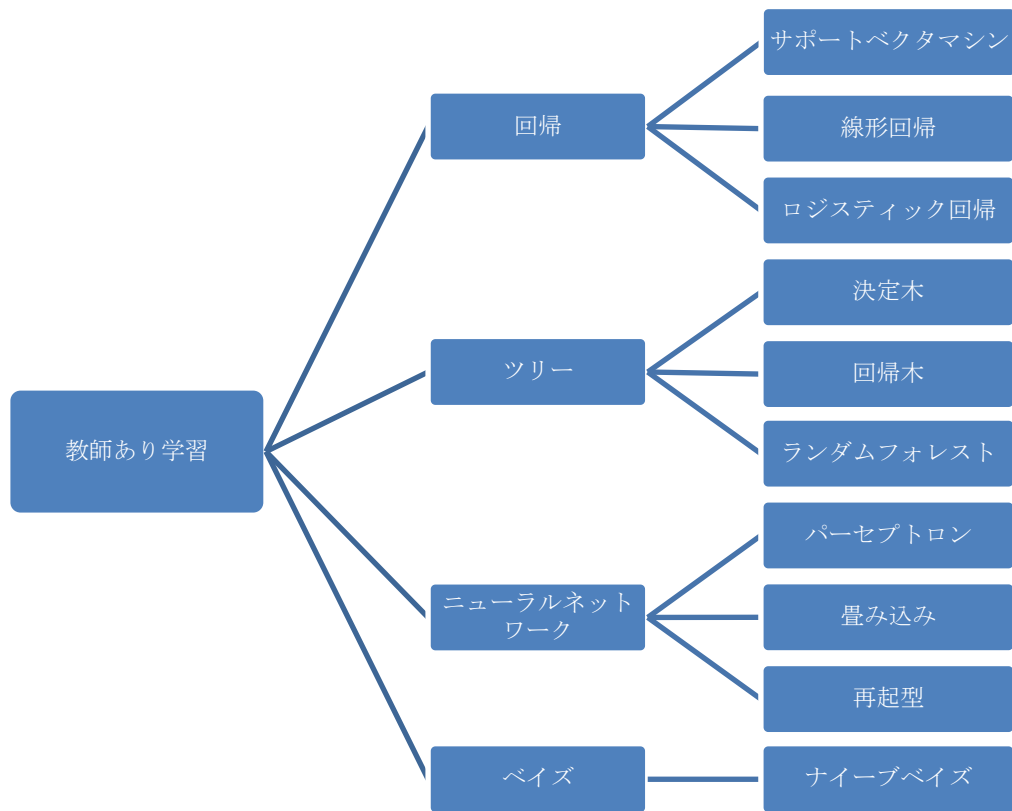 教師あり学習
回帰
サポートベクタマシン
線形回帰
ロジスティック回帰
ツリー
決定木
回帰木
ランダムフォレスト
ニューラルネット
ワーク
パーセプトロン
畳み込み
再起型
ベイズ
ナイーブベイズ